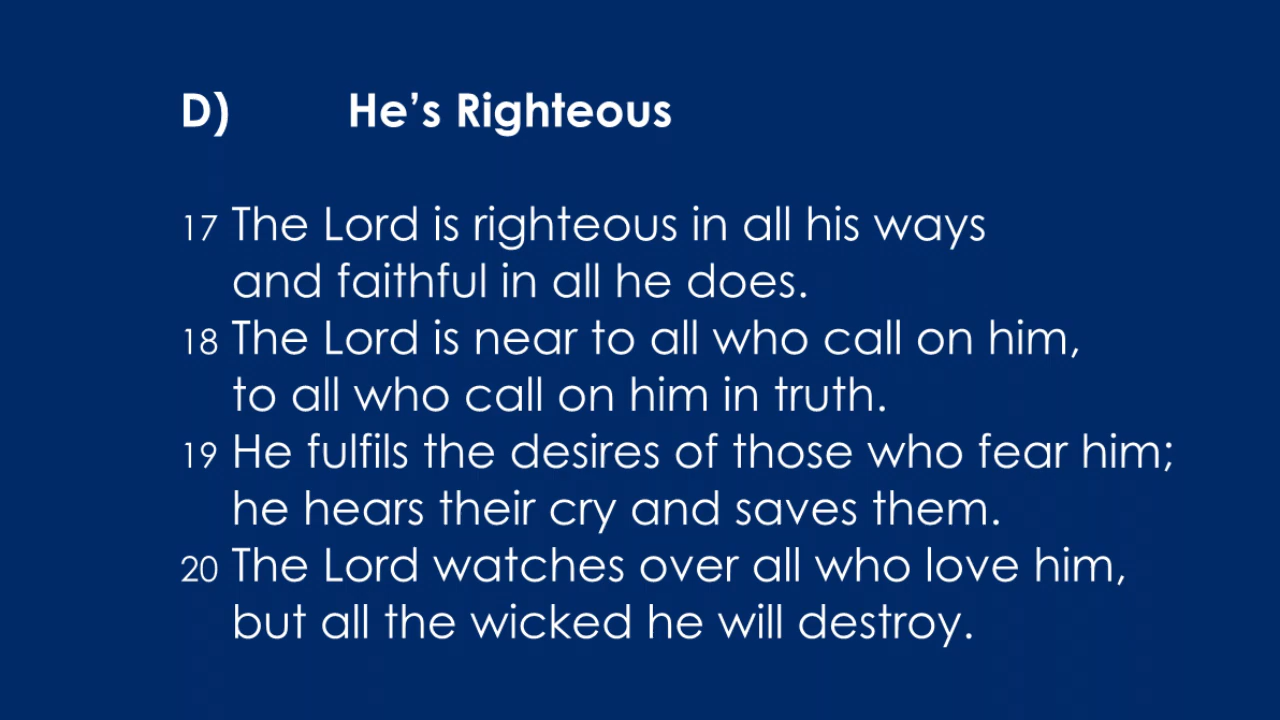 D) He’s Righteous
17 The Lord is righteous in all his ways
and faithful in all he does.
18 The Lord is near to all who call on him,
to all who call on him in truth.
19 He fulfils the desires of those who fear him;
he hears their cry and saves them.
20 The Lord watches over all who love him,
but all the wicked he will destroy.